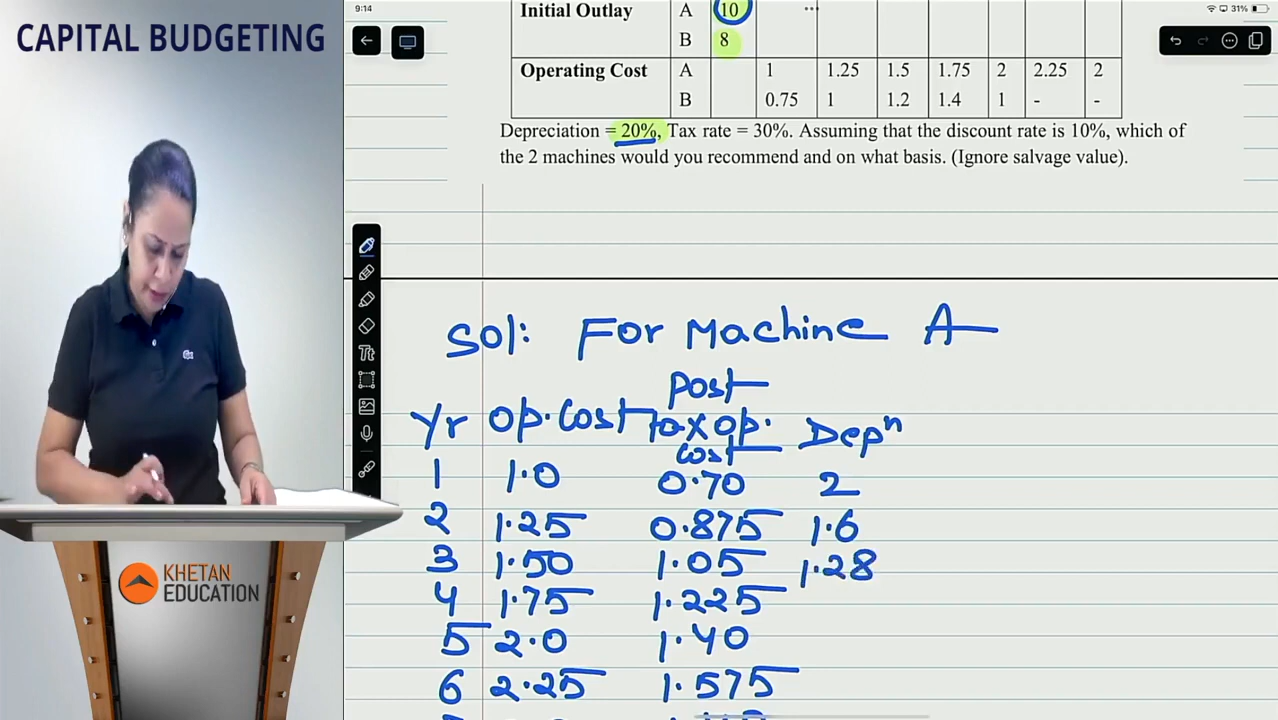 9:14
31%
CAPITAL BUDGETING
Initial Outlay A 10
B 8
Operating Cost A 1 1.25 1.5 1.75 2 2.25 2
B 0.75 1 1.2 1.4 1 - -
Depreciation = 20%, Tax rate = 30%. Assuming that the discount rate is 10%, which of
the 2 machines would you recommend and on what basis. (Ignore salvage value).
Tt
Sol: For Machine A
Yr Op. Cost Post Tax Op. Cost Depn
1 1.0 0.70 2
2 1.25 0.875 1.6
3 1.50 1.05 1.28
4 1.75 1.225
5 2.0 1.40
6 2.25 1.575
KHETAN
EDUCATION